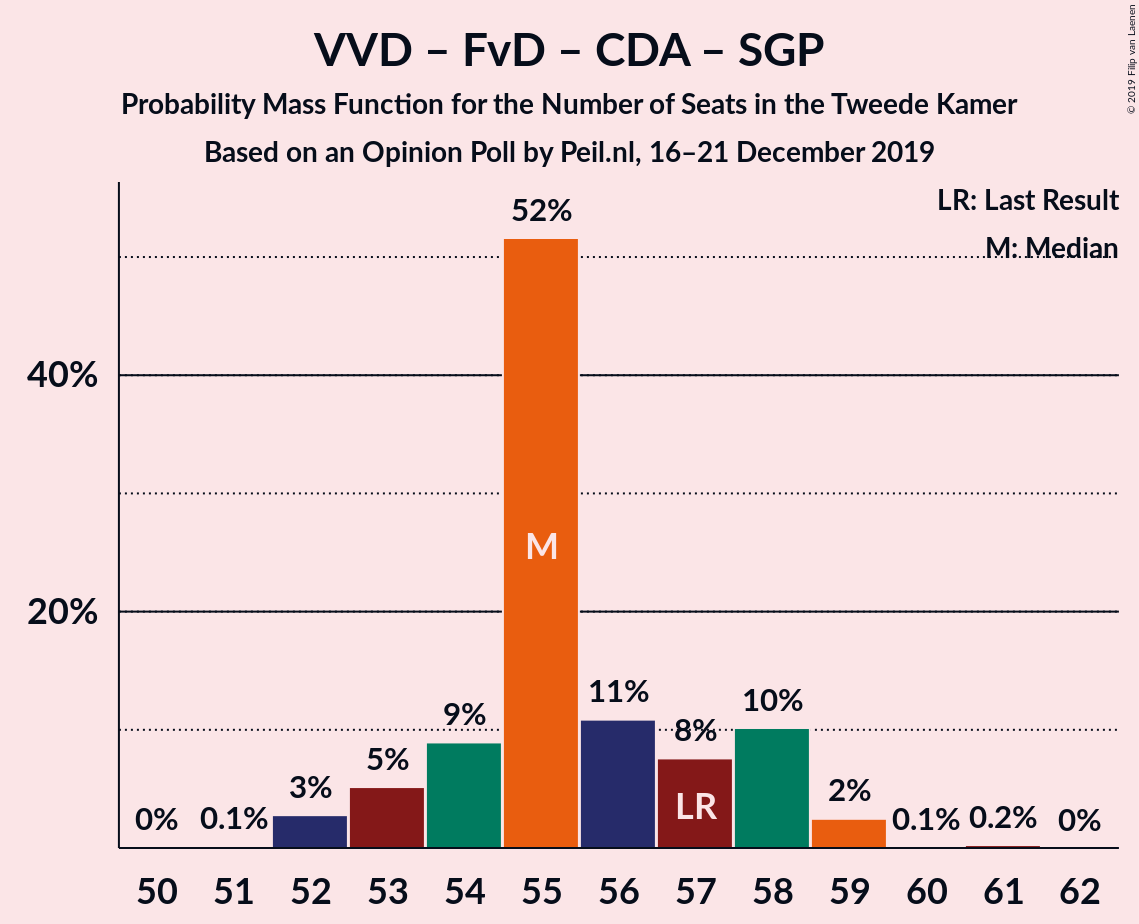 VVD – FvD – CDA – SGP
Probability Mass Function for the Number of Seats in the Tweede Kamer
Based on an Opinion Poll by Peil.nl, 16–21 December 2019
© 2019 Filip van Laenen
LR: Last Result
M: Median
40%
20%
0%
0.1%
3%
5%
9%
52%
11%
8%
10%
2%
0.1%
0.2%
0%
M
LR
50 51 52 53 54 55 56 57 58 59 60 61 62